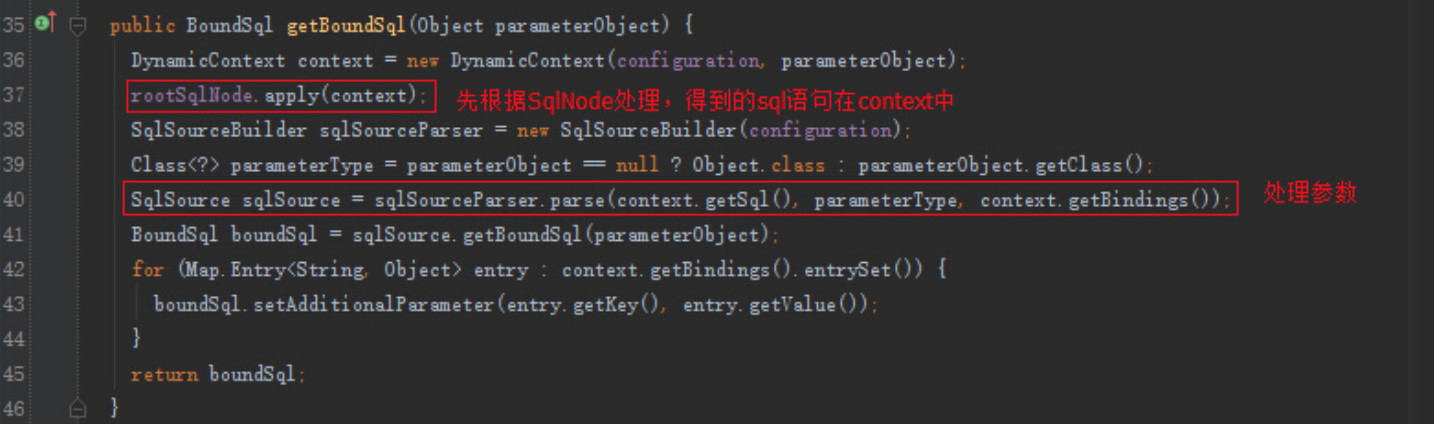 35 public BoundSql getBoundSql(Object parameterObject) {
36 DynamicContext context = new DynamicContext(configuration, parameterObject);
37 rootSqlNode.apply(context); 先根据SqlNode处理，得到的sql语句在context中
38 SqlSourceBuilder sqlSourceParser = new SqlSourceBuilder(configuration);
39 Class<?> parameterType = parameterObject == null ? Object.class : parameterObject.getClass();
40 SqlSource sqlSource = sqlSourceParser.parse(context.getSql(), parameterType, context.getBindings()); 处理参数
41 BoundSql boundSql = sqlSource.getBoundSql(parameterObject);
42 for (Map.Entry<String, Object> entry : context.getBindings().entrySet()) {
43 boundSql.setAdditionalParameter(entry.getKey(), entry.getValue());
44 }
45 return boundSql;
46 }